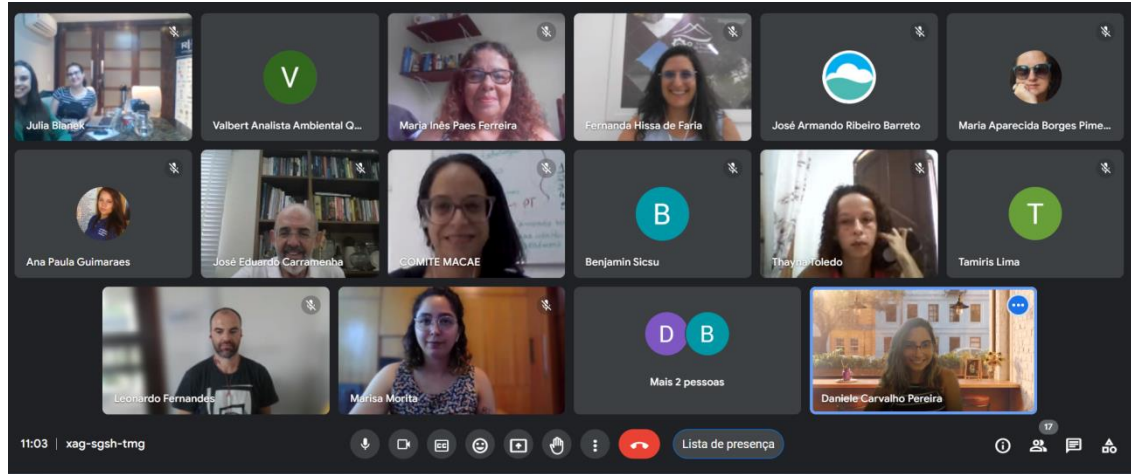 Julia Blanek
V
Valbert Analista Ambiental Q...
Maria Inês Paes Ferreira
Fernanda Hissa de Faria
José Armando Ribeiro Barreto
Maria Aparecida Borges Pime...
Ana Paula Guimaraes
José Eduardo Carramenha
COMITE MACAE
B
Benjamin Sicsu
Thayna Toledo
T
Tamiris Lima
Leonardo Fernandes
Marisa Morita
D B
Mais 2 pessoas
Daniele Carvalho Pereira
11:03 | xag-sgsh-tmg
CC
Lista de presença
17